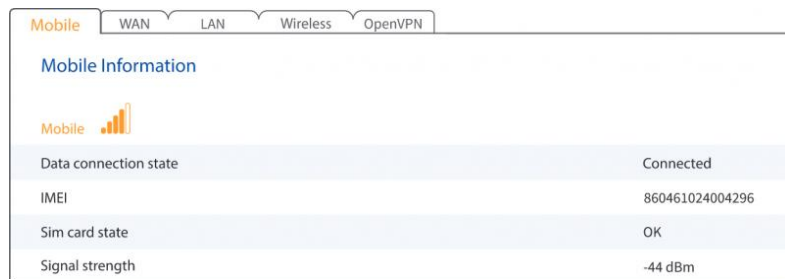 Mobile WAN LAN Wireless OpenVPN
Mobile Information
Mobile
Data connection state Connected
IMEI 860461024004296
Sim card state OK
Signal strength -44 dBm